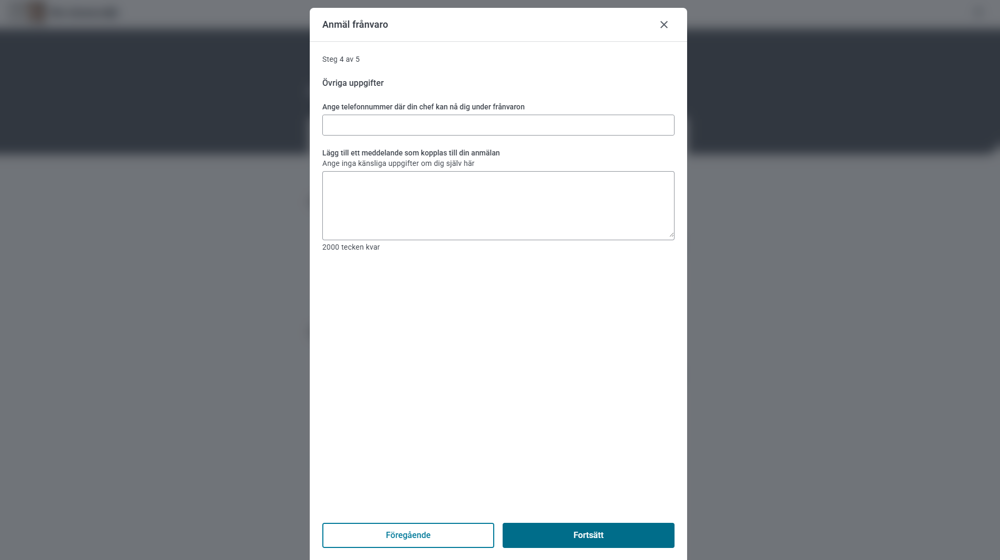 Anmäl frånvaro
Steg 4 av 5
Övriga uppgifter
Ange telefonnummer där din chef kan nå dig under frånvaron
Lägg till ett meddelande som kopplas till din anmälan
Ange inga känsliga uppgifter om dig själv här
2000 tecken kvar
Föregående
Fortsätt